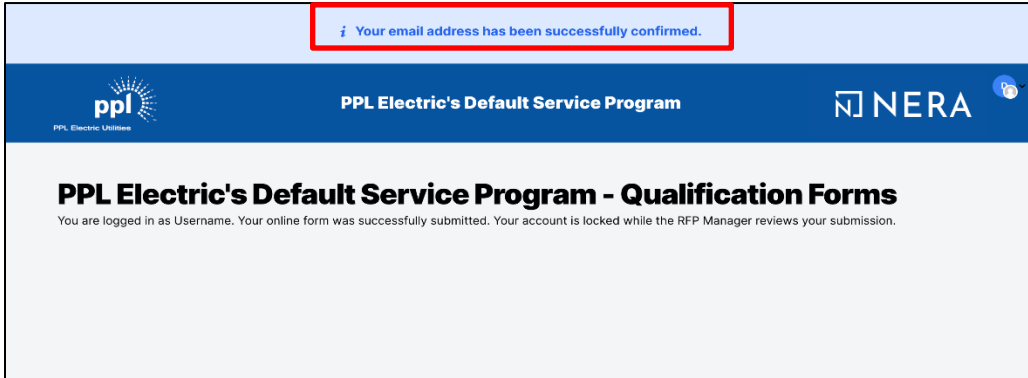 i Your email address has been successfully confirmed.
ppl
PPL Electric Utilities
PPL Electric's Default Service Program
N NERA
D
PPL Electric's Default Service Program - Qualification Forms
You are logged in as Username. Your online form was successfully submitted. Your account is locked while the RFP Manager reviews your submission.